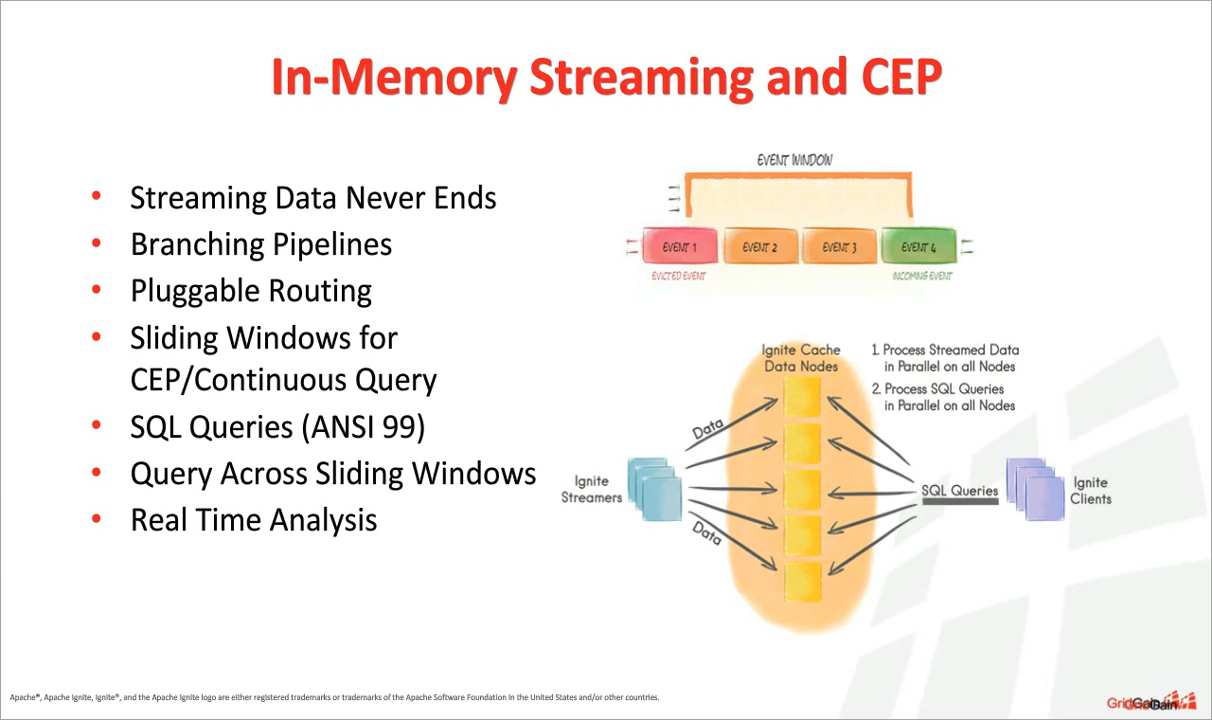 In-Memory Streaming and CEP
• Streaming Data Never Ends
• Branching Pipelines
• Pluggable Routing
• Sliding Windows for
CEP/Continuous Query
• SQL Queries (ANSI 99)
• Query Across Sliding Windows
• Real Time Analysis
EVENT WINDOW
EVENT 1
EVENT 2
EVENT 3
EVENT 4
EVICTED EVENT
INCOMING EVENT
Ignite Cache
Data Nodes
1. Process Streamed Data
in Parallel on all Nodes
2. Process SQL Queries
in Parallel on all Nodes
Data
Ignite
Streamers
Data
SQL Queries
Ignite
Clients
Apache®, Apache Ignite, Ignite®, and the Apache Ignite logo are either registered trademarks or trademarks of the Apache Software Foundation in the United States and/or other countries.
GridGain